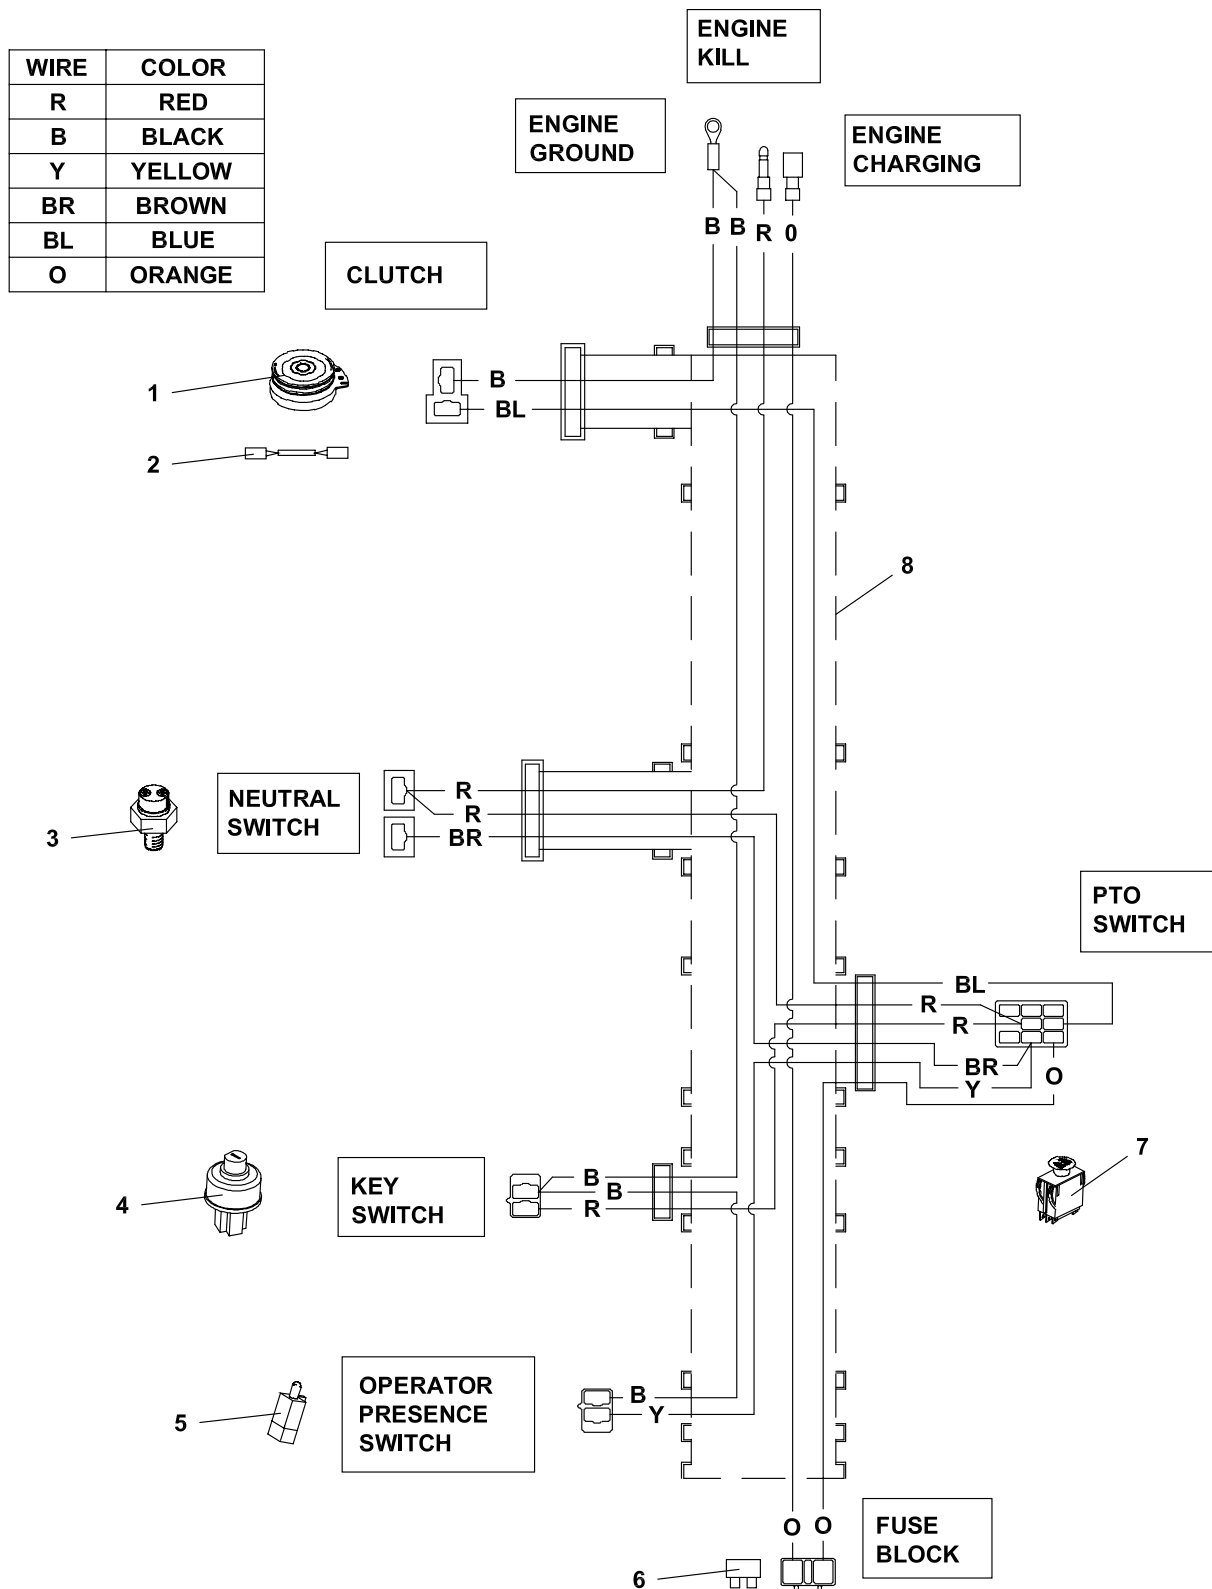 ENGINE
KILL
WIRE COLOR
R RED
B BLACK
Y YELLOW
BR BROWN
BL BLUE
O ORANGE
ENGINE
GROUND
ENGINE
CHARGING
B B R 0
CLUTCH
1
B
BL
2
8
NEUTRAL
SWITCH
3
R
R
BR
PTO
SWITCH
BL
R
R
BR
Y
O
7
KEY
SWITCH
4
B
B
R
OPERATOR
PRESENCE
SWITCH
5
B
Y
O O
FUSE
BLOCK
6